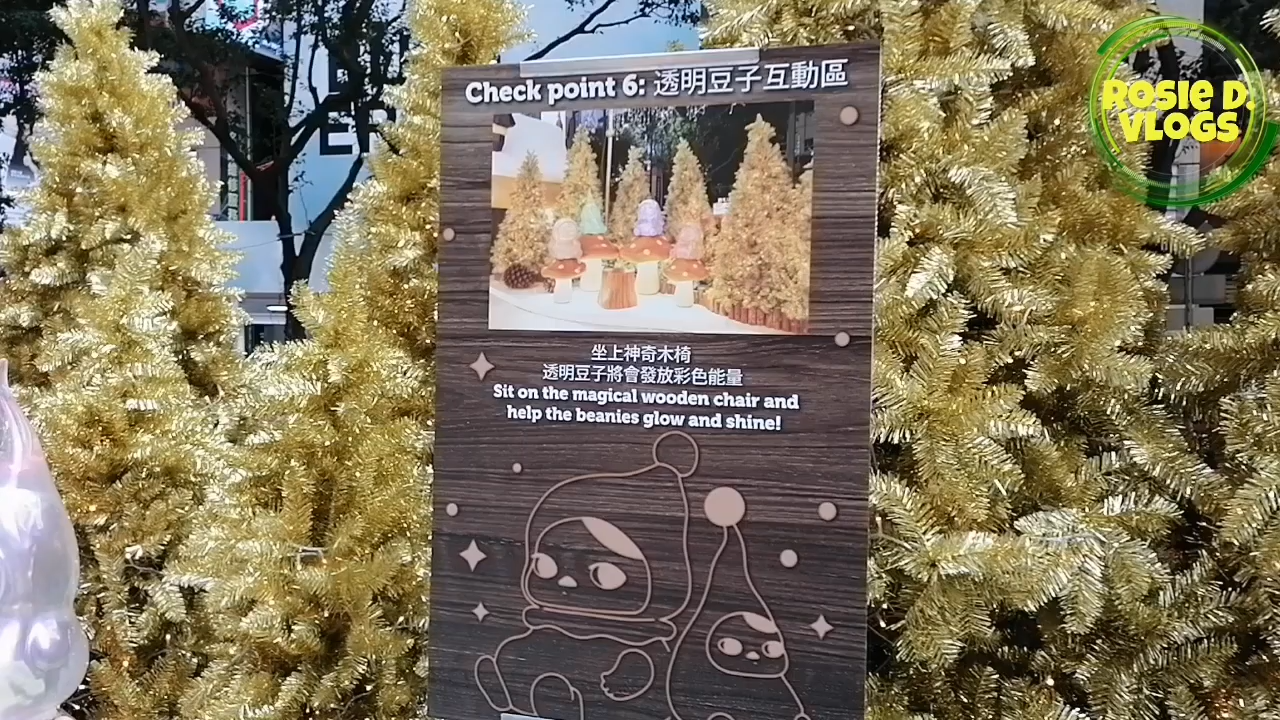 Check point 6: 透明豆子互動區
ROSIE D.
VLOGS
坐上神奇木椅
透明豆子將會發放彩色能量
Sit on the magical wooden chair and
help the beanies glow and shine!